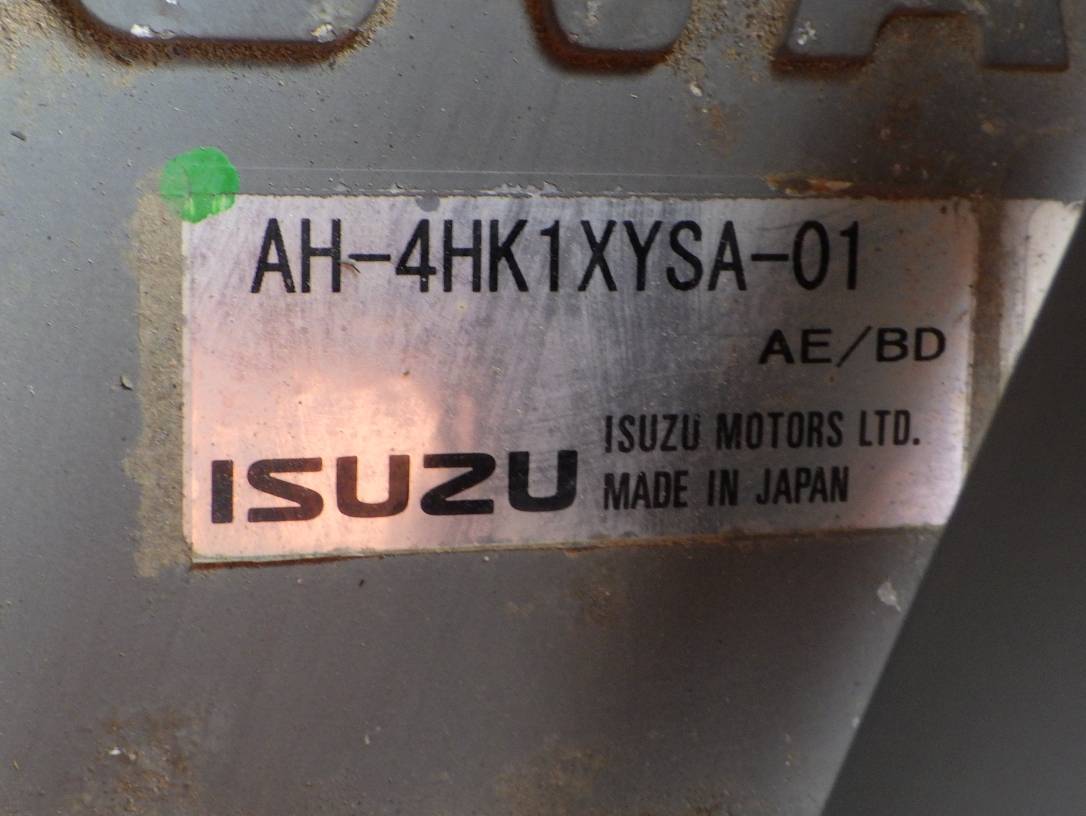 AH-4HK1XYSA-01
AE/BD
ISUZU
ISUZU MOTORS LTD.
MADE IN JAPAN